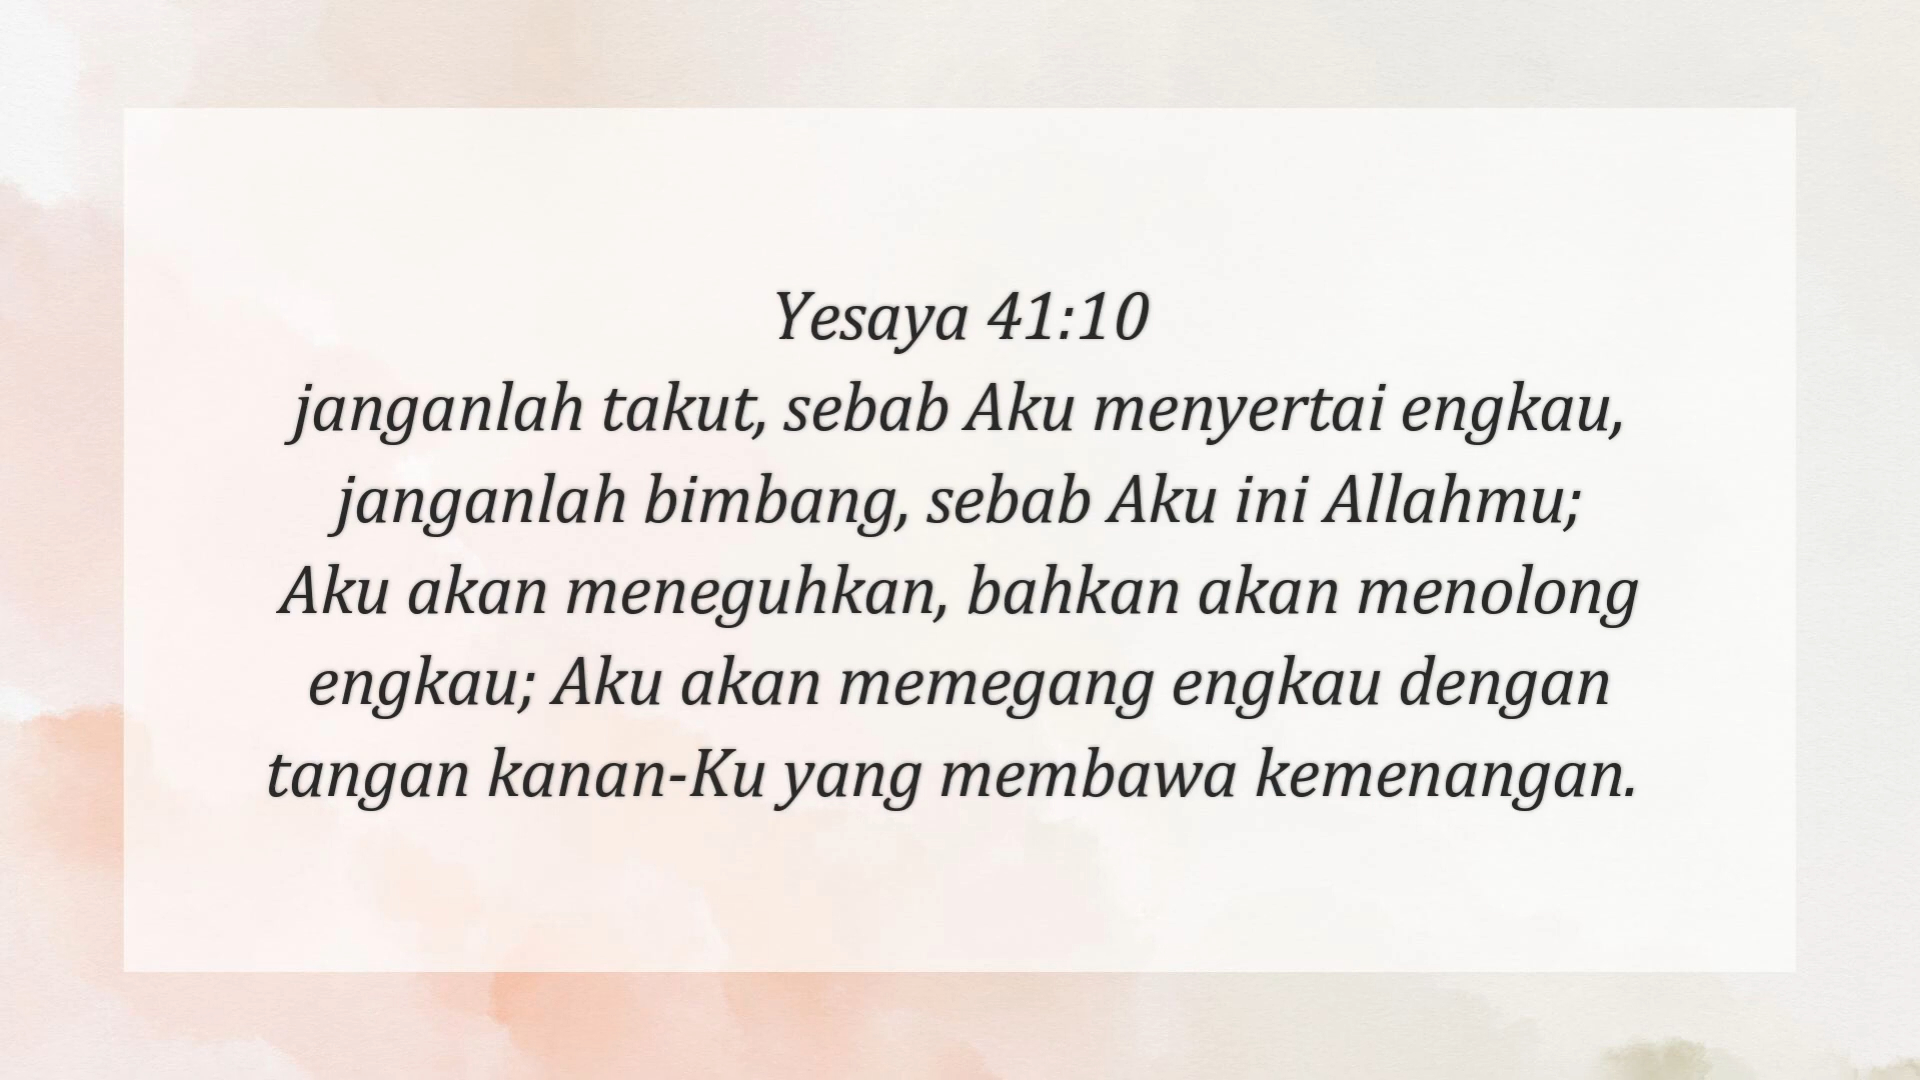 Yesaya 41:10
janganlah takut, sebab Aku menyertai engkau,
janganlah bimbang, sebab Aku ini Allahmu;
Aku akan meneguhkan, bahkan akan menolong
engkau; Aku akan memegang engkau dengan
tangan kanan-Ku yang membawa kemenangan.